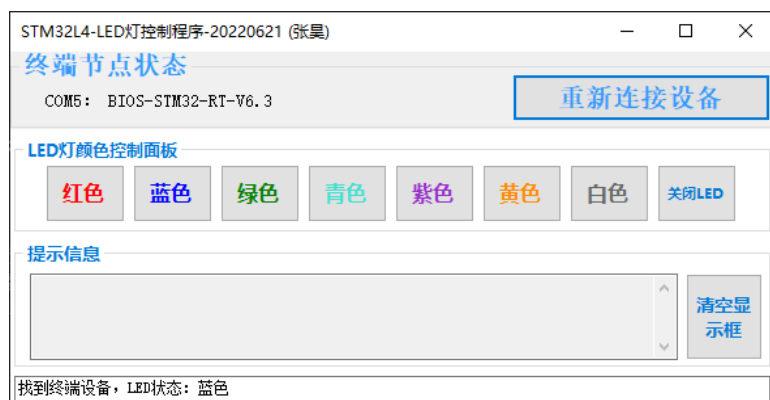 STM32L4-LED灯控制程序-20220621 (张昊)
终端节点状态
COM5: BIOS-STM32-RT-V6.3
重新连接设备
LED灯颜色控制面板
红色 蓝色 绿色 青色 紫色 黄色 白色 关闭LED
提示信息
清空显
示框
找到终端设备，LED状态：蓝色